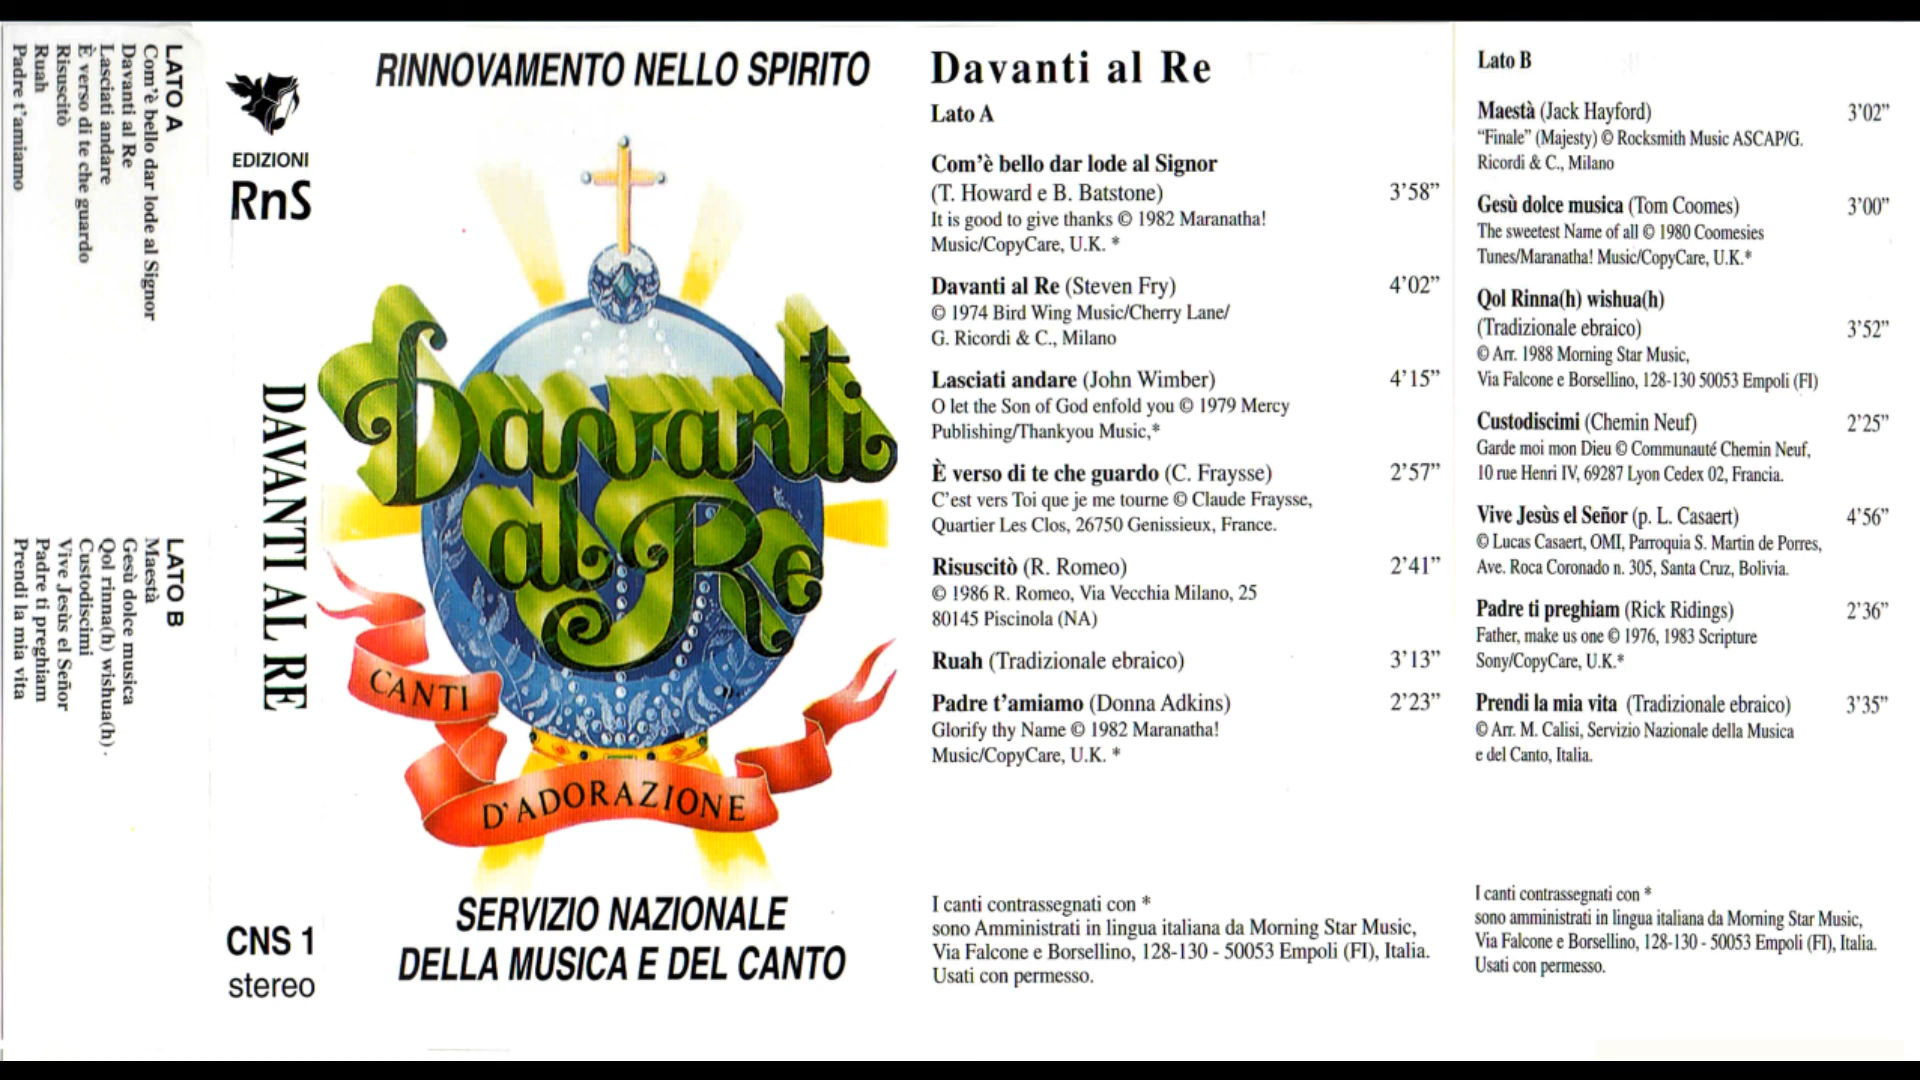 LATO A
Com'è bello dar lode al Signor
Davanti al Re
Lasciati andare
È verso di te che guardo
Risuscitò
Ruah
Padre t'amiamo
LATO B
Maestà
Gesù dolce musica
Qol rinna(h) wishua(h).
Custodiscimi
Vive Jesùs el Señor
Padre ti preghiam
Prendi la mia vita
EDIZIONI
RnS
DAVANTI AL RE
CNS 1
stereo
RINNOVAMENTO NELLO SPIRITO
Davanti
al Re
CANTI
D'ADORAZIONE
SERVIZIO NAZIONALE
DELLA MUSICA E DEL CANTO
Davanti al Re
Lato A
Com'è bello dar lode al Signor
(T. Howard e B. Batstone) 3'58”
It is good to give thanks © 1982 Maranatha!
Music/CopyCare, U.K. *
Davanti al Re (Steven Fry) 4'02”
© 1974 Bird Wing Music/Cherry Lane/
G. Ricordi & C., Milano
Lasciati andare (John Wimber) 4'15”
O let the Son of God enfold you © 1979 Mercy
Publishing/Thankyou Music,*
È verso di te che guardo (C. Fraysse) 2'57”
C'est vers Toi que je me tourne © Claude Fraysse,
Quartier Les Clos, 26750 Genissieux, France.
Risuscitò (R. Romeo) 2'41”
© 1986 R. Romeo, Via Vecchia Milano, 25
80145 Piscinola (NA)
Ruah (Tradizionale ebraico) 3'13”
Padre t'amiamo (Donna Adkins) 2'23”
Glorify thy Name © 1982 Maranatha!
Music/CopyCare, U.K. *
I canti contrassegnati con *
sono Amministrati in lingua italiana da Morning Star Music,
Via Falcone e Borsellino, 128-130 - 50053 Empoli (FI), Italia.
Usati con permesso.
Lato B
Maestà (Jack Hayford) 3'02”
“Finale” (Majesty) © Rocksmith Music ASCAP/G.
Ricordi & C., Milano
Gesù dolce musica (Tom Coomes) 3'00”
The sweetest Name of all © 1980 Coomesies
Tunes/Maranatha! Music/CopyCare, U.K.*
Qol Rinna(h) wishua(h)
(Tradizionale ebraico) 3'52”
© Arr. 1988 Morning Star Music,
Via Falcone e Borsellino, 128-130 50053 Empoli (FI)
Custodiscimi (Chemin Neuf) 2'25”
Garde moi mon Dieu © Communauté Chemin Neuf,
10 rue Henri IV, 69287 Lyon Cedex 02, Francia.
Vive Jesùs el Señor (p. L. Casaert) 4'56”
© Lucas Casaert, OMI, Parroquia S. Martin de Porres,
Ave. Roca Coronado n. 305, Santa Cruz, Bolivia.
Padre ti preghiam (Rick Ridings) 2'36”
Father, make us one © 1976, 1983 Scripture
Sony/CopyCare, U.K.*
Prendi la mia vita (Tradizionale ebraico) 3'35”
© Arr. M. Calisi, Servizio Nazionale della Musica
e del Canto, Italia.
I canti contrassegnati con *
sono amministrati in lingua italiana da Morning Star Music,
Via Falcone e Borsellino, 128-130 - 50053 Empoli (FI), Italia.
Usati con permesso.